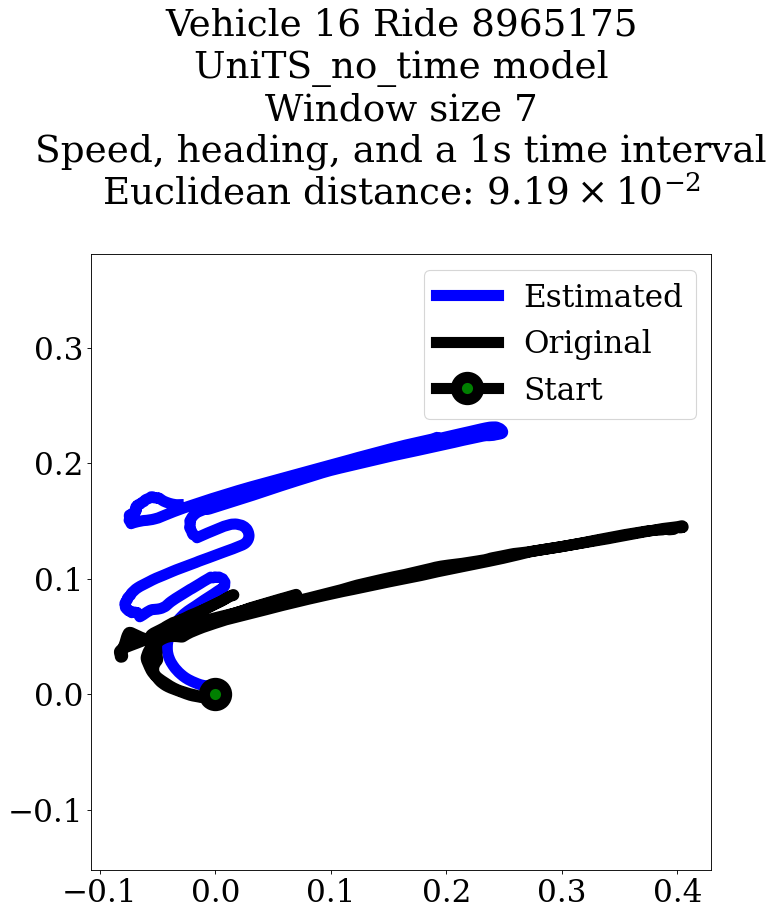 Vehicle 16 Ride 8965175
UniTS_no_time model
Window size 7
Speed, heading, and a 1s time interval
Euclidean distance: 9.19 × 10⁻²
Estimated
Original
Start
0.3
0.2
0.1
0.0
−0.1
−0.1 0.0 0.1 0.2 0.3 0.4